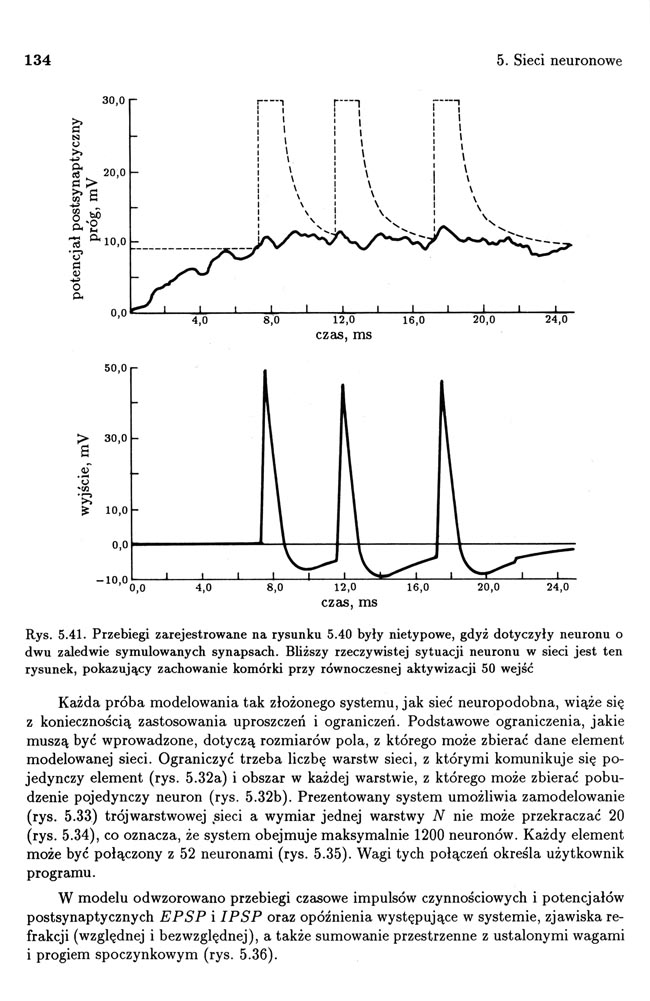 134
5. Sieci neuronowe
potencjał postsynaptyczny
próg, mV
30,0
20,0
10,0
0,0
4,0 8,0 12,0 16,0 20,0 24,0
czas, ms
wyjście, mV
50,0
30,0
10,0
0,0
−10,0
0,0 4,0 8,0 12,0 16,0 20,0 24,0
czas, ms
Rys. 5.41. Przebiegi zarejestrowane na rysunku 5.40 były nietypowe, gdyż dotyczyły neuronu o
dwu zaledwie symulowanych synapsach. Bliższy rzeczywistej sytuacji neuronu w sieci jest ten
rysunek, pokazujący zachowanie komórki przy równoczesnej aktywizacji 50 wejść
Każda próba modelowania tak złożonego systemu, jak sieć neuropodobna, wiąże się
z koniecznością zastosowania uproszczeń i ograniczeń. Podstawowe ograniczenia, jakie
muszą być wprowadzone, dotyczą rozmiarów pola, z którego może zbierać dane element
modelowanej sieci. Ograniczyć trzeba liczbę warstw sieci, z którymi komunikuje się po-
jedynczy element (rys. 5.32a) i obszar w każdej warstwie, z którego może zbierać pobu-
dzenie pojedynczy neuron (rys. 5.32b). Prezentowany system umożliwia zamodelowanie
(rys. 5.33) trójwarstwowej sieci a wymiar jednej warstwy N nie może przekraczać 20
(rys. 5.34), co oznacza, że system obejmuje maksymalnie 1200 neuronów. Każdy element
może być połączony z 52 neuronami (rys. 5.35). Wagi tych połączeń określa użytkownik
programu.
W modelu odwzorowano przebiegi czasowe impulsów czynnościowych i potencjałów
postsynaptycznych EPSP i IPSP oraz opóźnienia występujące w systemie, zjawiska re-
frakcji (względnej i bezwzględnej), a także sumowanie przestrzenne z ustalonymi wagami
i progiem spoczynkowym (rys. 5.36).